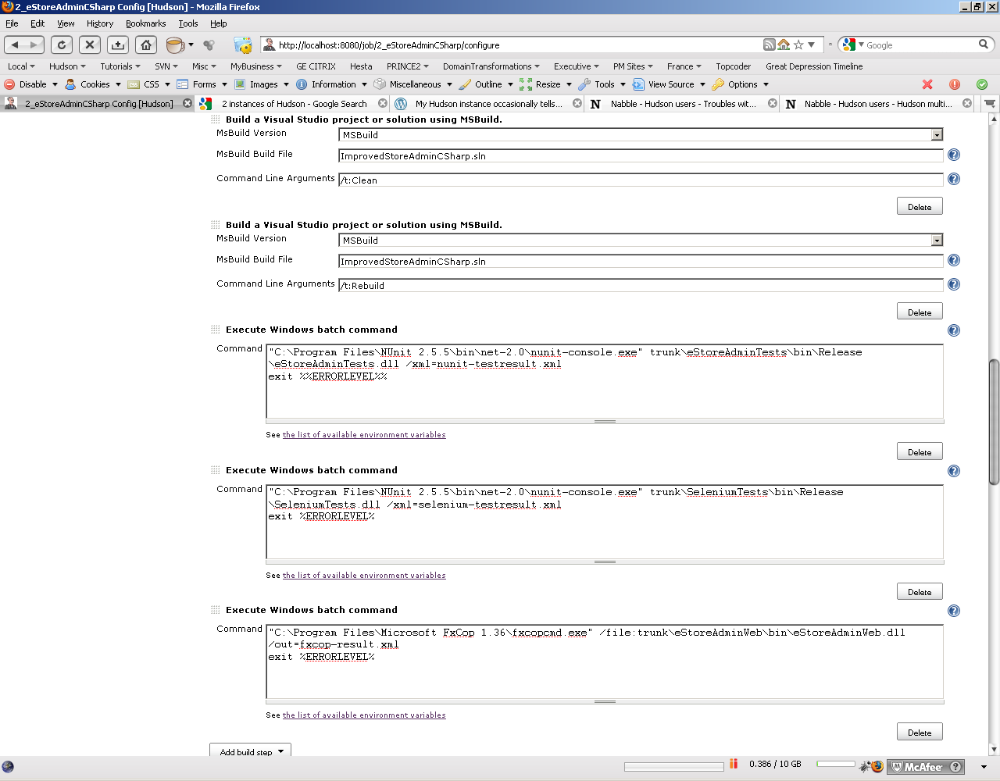 2_eStoreAdminCSharp Config [Hudson] - Mozilla Firefox
File Edit View History Bookmarks Tools Help
http://localhost:8080/job/2_eStoreAdminCSharp/configure
Google
Local Hudson Tutorials SVN Misc MyBusiness GE CITRIX Hesta PRINCE2 DomainTransformations Executive PM Sites France Topcoder Great Depression Timeline
Disable Cookies CSS Forms Images Information Miscellaneous Outline Resize Tools View Source Options
2_eStoreAdminCSharp Config [Hudson] 2 instances of Hudson - Google Search My Hudson instance occasionally tells... Nabble - Hudson users - Troubles wit... Nabble - Hudson users - Hudson multi...
Build a Visual Studio project or solution using MSBuild.
MsBuild Version MSBuild
MsBuild Build File ImprovedStoreAdminCSharp.sln
Command Line Arguments /t:Clean
Delete
Build a Visual Studio project or solution using MSBuild.
MsBuild Version MSBuild
MsBuild Build File ImprovedStoreAdminCSharp.sln
Command Line Arguments /t:Rebuild
Delete
Execute Windows batch command
Command "C:\Program Files\NUnit 2.5.5\bin\net-2.0\nunit-console.exe" trunk\eStoreAdminTests\bin\Release
\eStoreAdminTests.dll /xml=nunit-testresult.xml
exit %%ERRORLEVEL%%
See the list of available environment variables
Delete
Execute Windows batch command
Command "C:\Program Files\NUnit 2.5.5\bin\net-2.0\nunit-console.exe" trunk\SeleniumTests\bin\Release
\SeleniumTests.dll /xml=selenium-testresult.xml
exit %ERRORLEVEL%
See the list of available environment variables
Delete
Execute Windows batch command
Command "C:\Program Files\Microsoft FxCop 1.36\fxcopcmd.exe" /file:trunk\eStoreAdminWeb\bin\eStoreAdminWeb.dll
/out=fxcop-result.xml
exit %ERRORLEVEL%
See the list of available environment variables
Delete
Add build step
0.386 / 10 GB McAfee